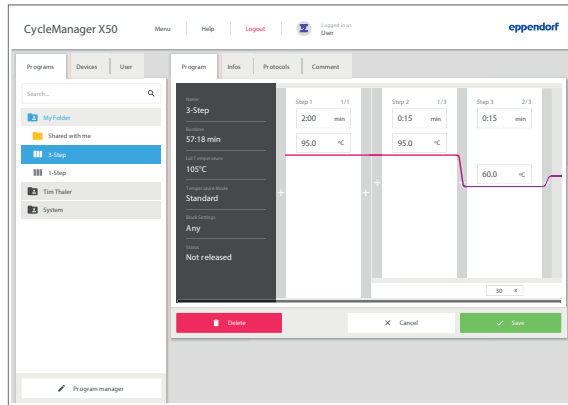 CycleManager X50
Menu
Help
Logout
Logged in as
User
eppendorf
Programs
Devices
User
Search...
My Folder
Shared with me
3-Step
1-Step
Tim Thaler
System
Program manager
Program
Infos
Protocols
Comment
Name
3-Step
Runtime
57:18 min
Lid Temperature
105°C
Temperature Mode
Standard
Block Settings
Any
Status
Not released
Step 1 1/1
2:00 min
95.0 °C
Step 2 1/3
0:15 min
95.0 °C
Step 3 2/3
0:15 min
60.0 °C
30 x
Delete
Cancel
Save